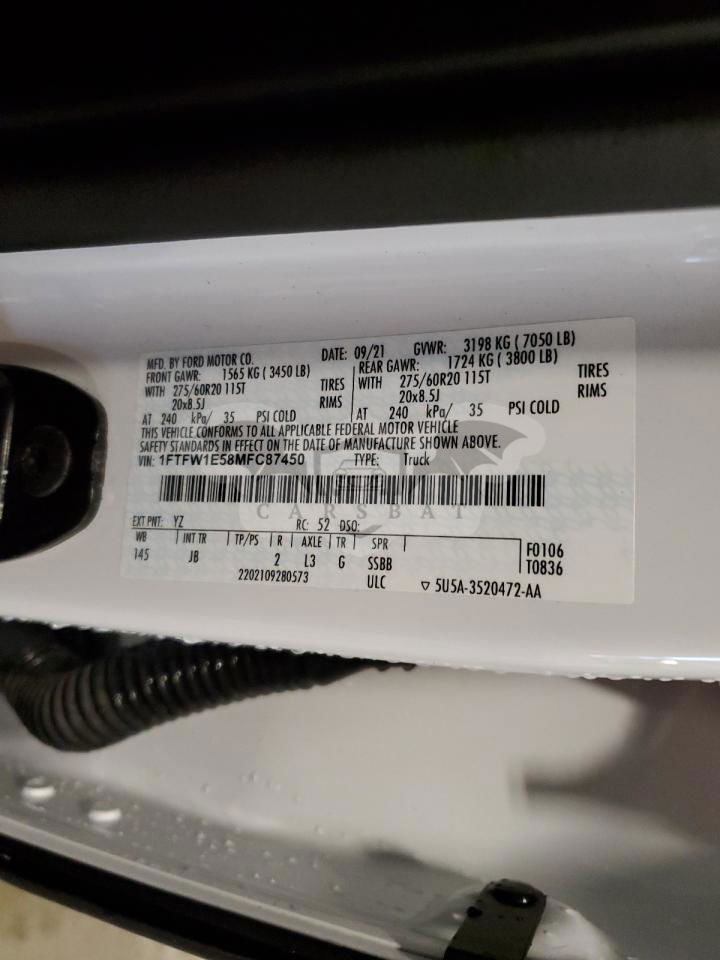 MFD. BY FORD MOTOR CO. DATE: 09/21 GVWR: 3198 KG ( 7050 LB)
FRONT GAWR: 1565 KG ( 3450 LB) REAR GAWR: 1724 KG ( 3800 LB)
WITH 275/60R20 115T TIRES WITH 275/60R20 115T TIRES
20x8.5J RIMS 20x8.5J RIMS
AT 240 kPa/ 35 PSI COLD AT 240 kPa/ 35 PSI COLD
THIS VEHICLE CONFORMS TO ALL APPLICABLE FEDERAL MOTOR VEHICLE
SAFETY STANDARDS IN EFFECT ON THE DATE OF MANUFACTURE SHOWN ABOVE.
VIN: 1FTFW1E58MFC87450 TYPE: Truck
CARSBAT
EXT PNT: YZ RC: 52 DSO:
WB INT TR TP/PS R AXLE TR SPR F0106
145 JB 2 L3 G SSBB T0836
2202109280573 ULC ▽ 5U5A-3520472-AA